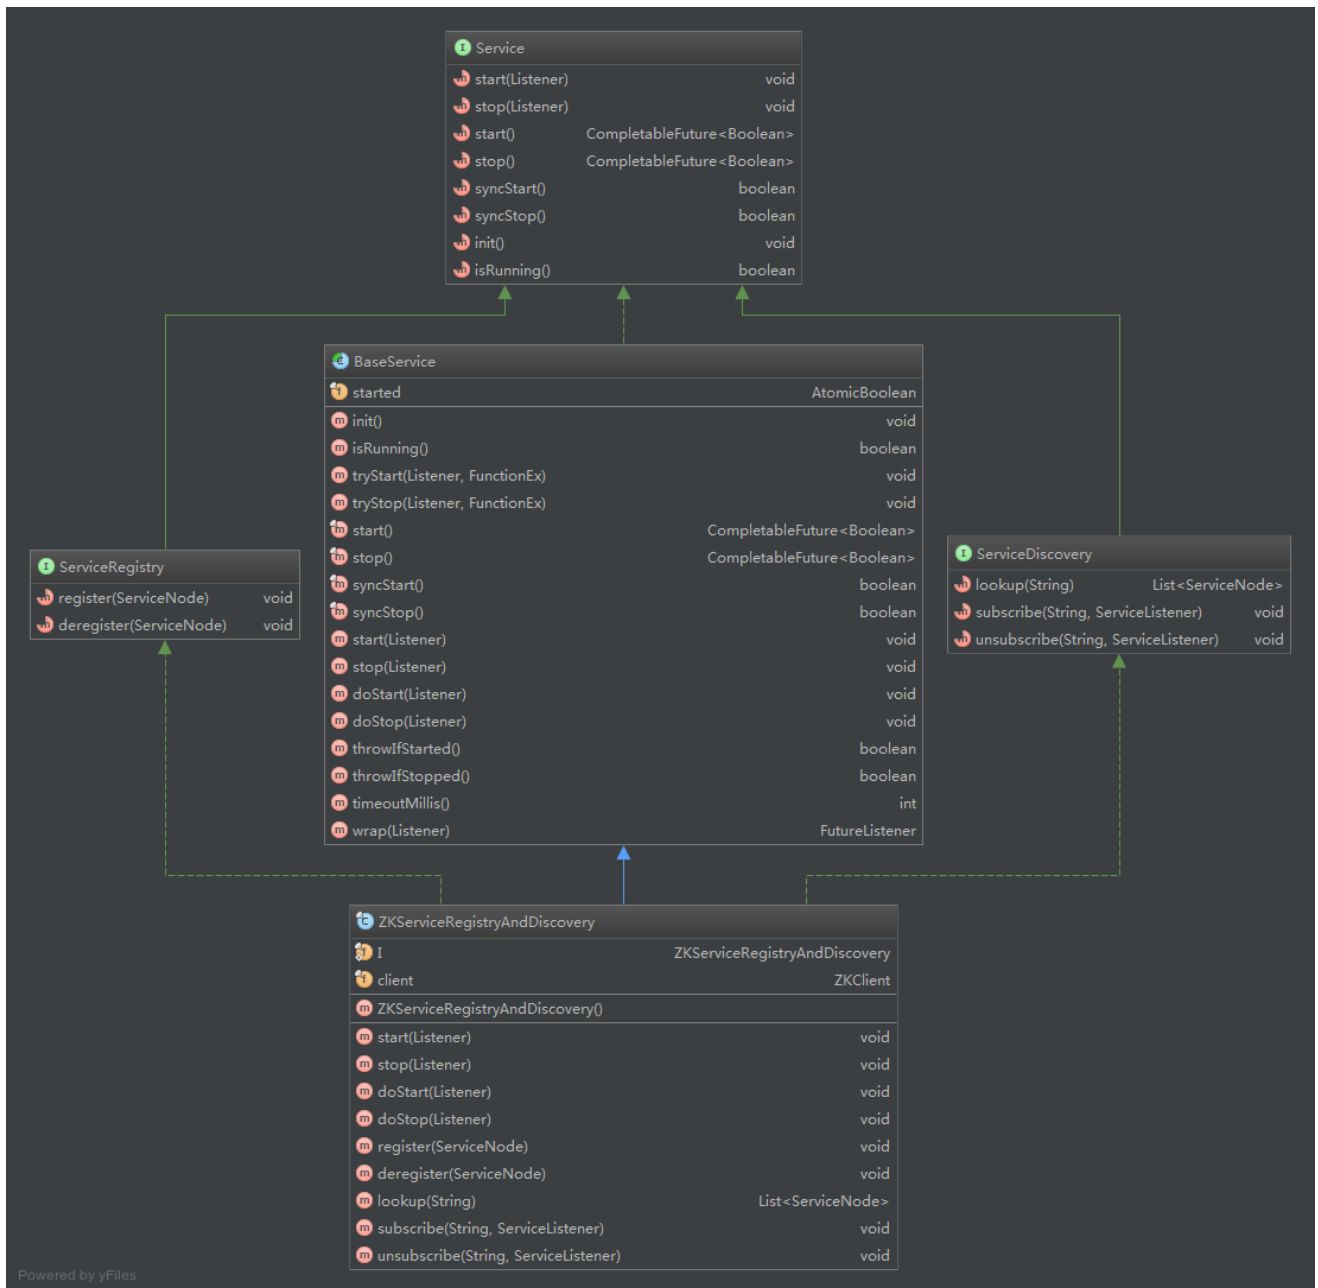 Service
start(Listener) void
stop(Listener) void
start() CompletableFuture<Boolean>
stop() CompletableFuture<Boolean>
syncStart() boolean
syncStop() boolean
init() void
isRunning() boolean
BaseService
started AtomicBoolean
init() void
isRunning() boolean
tryStart(Listener, FunctionEx) void
tryStop(Listener, FunctionEx) void
start() CompletableFuture<Boolean>
stop() CompletableFuture<Boolean>
syncStart() boolean
syncStop() boolean
start(Listener) void
stop(Listener) void
doStart(Listener) void
doStop(Listener) void
throwIfStarted() boolean
throwIfStopped() boolean
timeoutMillis() int
wrap(Listener) FutureListener
ServiceRegistry
register(ServiceNode) void
deregister(ServiceNode) void
ServiceDiscovery
lookup(String) List<ServiceNode>
subscribe(String, ServiceListener) void
unsubscribe(String, ServiceListener) void
ZKServiceRegistryAndDiscovery
I ZKServiceRegistryAndDiscovery
client ZKClient
ZKServiceRegistryAndDiscovery()
start(Listener) void
stop(Listener) void
doStart(Listener) void
doStop(Listener) void
register(ServiceNode) void
deregister(ServiceNode) void
lookup(String) List<ServiceNode>
subscribe(String, ServiceListener) void
unsubscribe(String, ServiceListener) void
Powered by yFiles